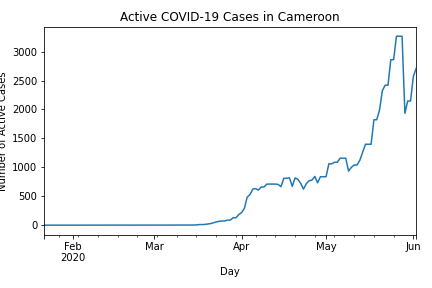 Active COVID-19 Cases in Cameroon
Number of Active Cases
3000
2500
2000
1500
1000
500
0
Feb
2020
Mar
Apr
May
Jun
Day